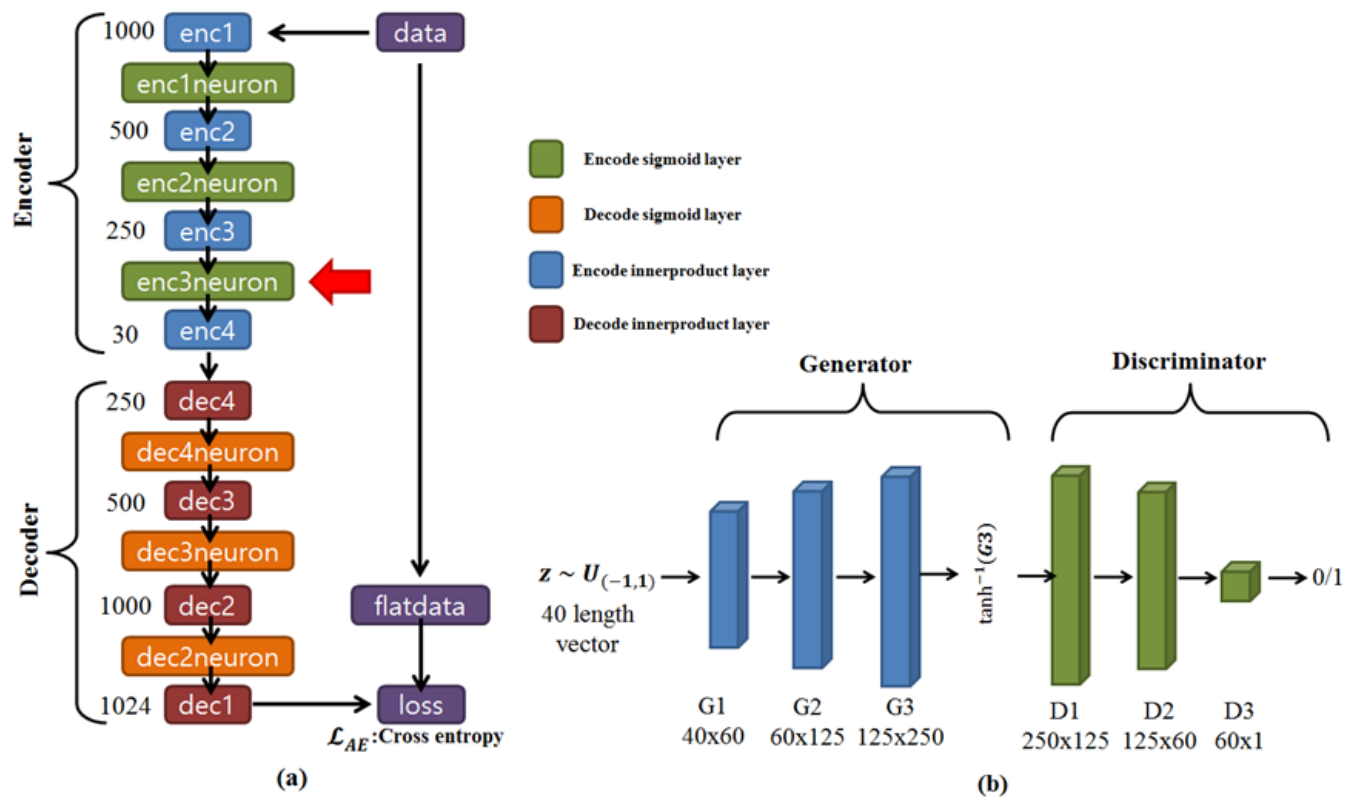 Encoder
1000
enc1
data
enc1neuron
500
enc2
enc2neuron
250
enc3
enc3neuron
30
enc4
Decoder
250
dec4
dec4neuron
500
dec3
dec3neuron
1000
dec2
flatdata
dec2neuron
1024
dec1
loss
ℒ_AE:Cross entropy
(a)
Encode sigmoid layer
Decode sigmoid layer
Encode innerproduct layer
Decode innerproduct layer
Generator
Discriminator
z ~ U(−1,1)
40 length
vector
tanh⁻¹(G3)
0/1
G1
40x60
G2
60x125
G3
125x250
D1
250x125
D2
125x60
D3
60x1
(b)